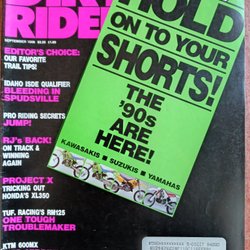 DIRT
RIDER
SEPTEMBER 1989
EDITOR'S CHOICE:
OUR FAVORITE
TRAIL TIPS!
IDAHO ISDE QUALIFIER
BLEEDING IN
SPUDSVILLE
PRO RIDING SECRETS
JUMP!
RJ's BACK!
ON TRACK &
WINNING
AGAIN
PROJECT X
TRICKING OUT
HONDA'S XL350
TUF RACING'S RM125
ONE TOUGH
TROUBLEMAKER
KTM 500MX
HOLD
ON TO YOUR
SHORTS!
THE
'90s
ARE
HERE!
KAWASAKIS • SUZUKIS • YAMAHAS